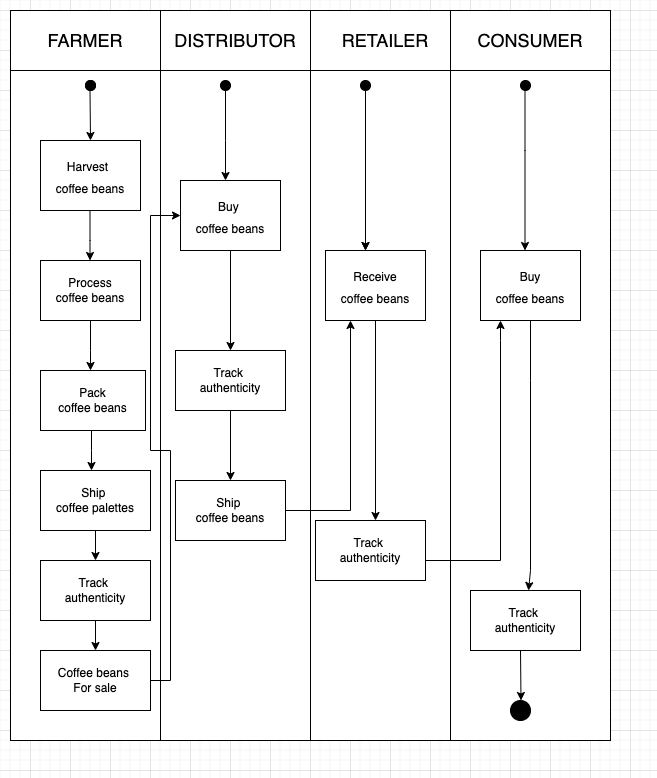 FARMER
DISTRIBUTOR
RETAILER
CONSUMER
Harvest
coffee beans
Process
coffee beans
Pack
coffee beans
Ship
coffee palettes
Track
authenticity
Coffee beans
For sale
Buy
coffee beans
Track
authenticity
Ship
coffee beans
Receive
coffee beans
Track
authenticity
Buy
coffee beans
Track
authenticity